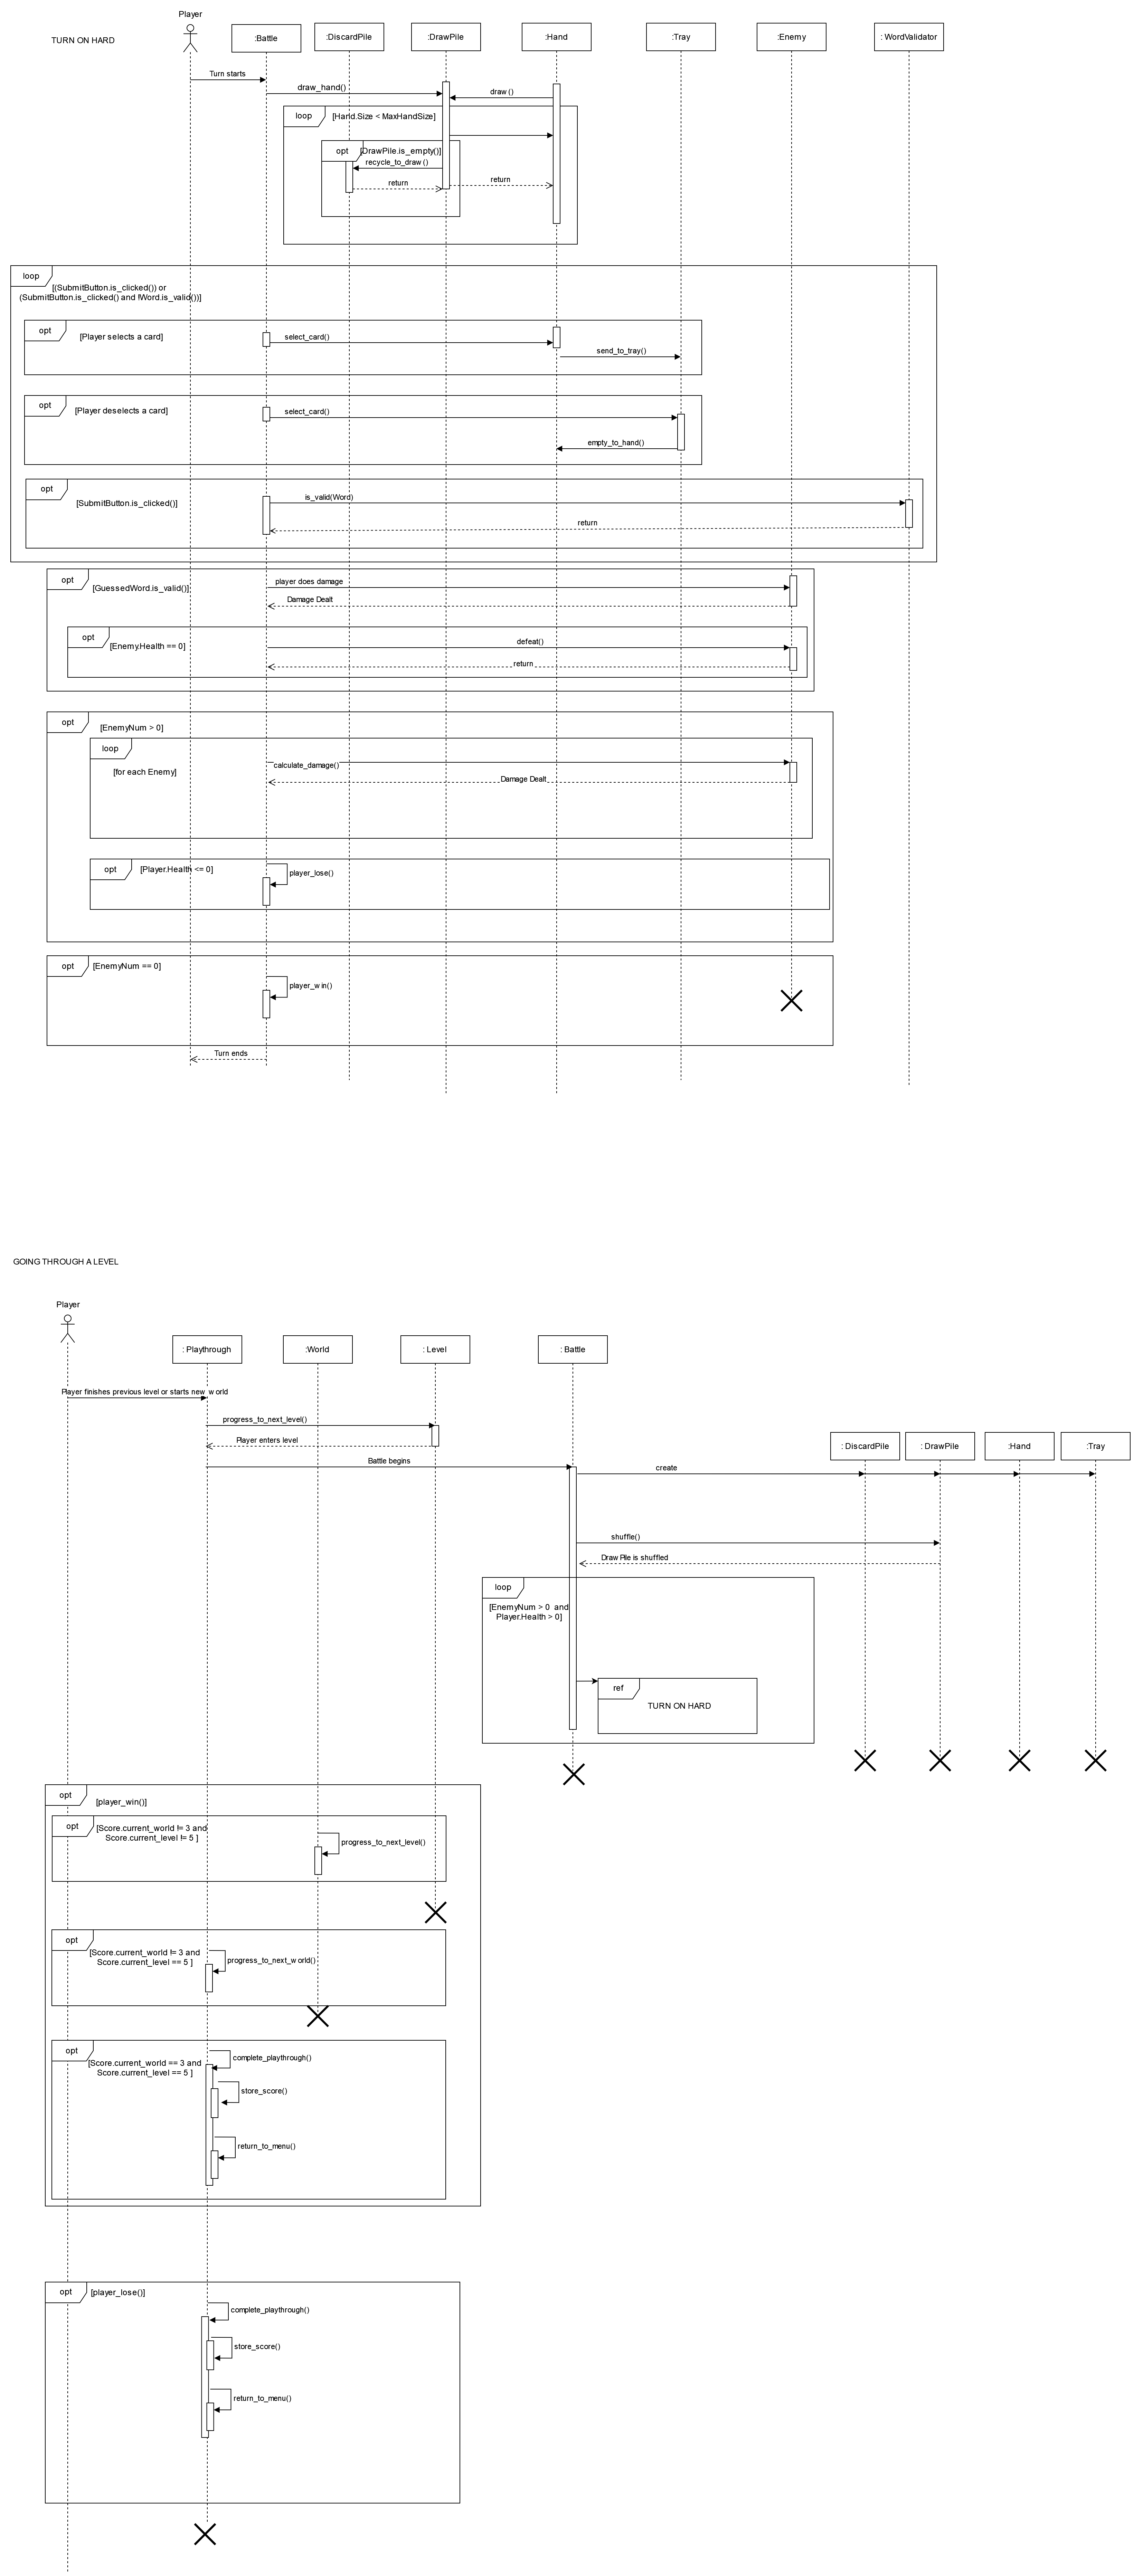 Player
TURN ON HARD
:Battle
:DiscardPile
:DrawPile
:Hand
:Tray
:Enemy
: WordValidator
Turn starts
draw_hand()
draw ()
loop
[Hand.Size < MaxHandSize]
opt
[DrawPile.is_empty()]
recycle_to_draw ()
return
return
loop
[(SubmitButton.is_clicked()) or
(SubmitButton.is_clicked() and !Word.is_valid())]
opt
[Player selects a card]
select_card()
send_to_tray()
opt
[Player deselects a card]
select_card()
empty_to_hand()
opt
[SubmitButton.is_clicked()]
is_valid(Word)
return
opt
[GuessedWord.is_valid()]
player does damage
Damage Dealt
opt
[Enemy.Health == 0]
defeat()
return
opt
[EnemyNum > 0]
loop
[for each Enemy]
calculate_damage()
Damage Dealt
opt
[Player.Health <= 0]
player_lose()
opt
[EnemyNum == 0]
player_win()
Turn ends
GOING THROUGH A LEVEL
Player
: Playthrough
:World
: Level
: Battle
Player finishes previous level or starts new world
progress_to_next_level()
Player enters level
: DiscardPile
: DrawPile
:Hand
:Tray
Battle begins
create
shuffle()
Draw Pile is shuffled
loop
[EnemyNum > 0 and
Player.Health > 0]
ref
TURN ON HARD
opt
[player_win()]
opt
[Score.current_world != 3 and
Score.current_level != 5 ]
progress_to_next_level()
opt
[Score.current_world != 3 and
Score.current_level == 5 ]
progress_to_next_world()
opt
[Score.current_world == 3 and
Score.current_level == 5 ]
complete_playthrough()
store_score()
return_to_menu()
opt
[player_lose()]
complete_playthrough()
store_score()
return_to_menu()